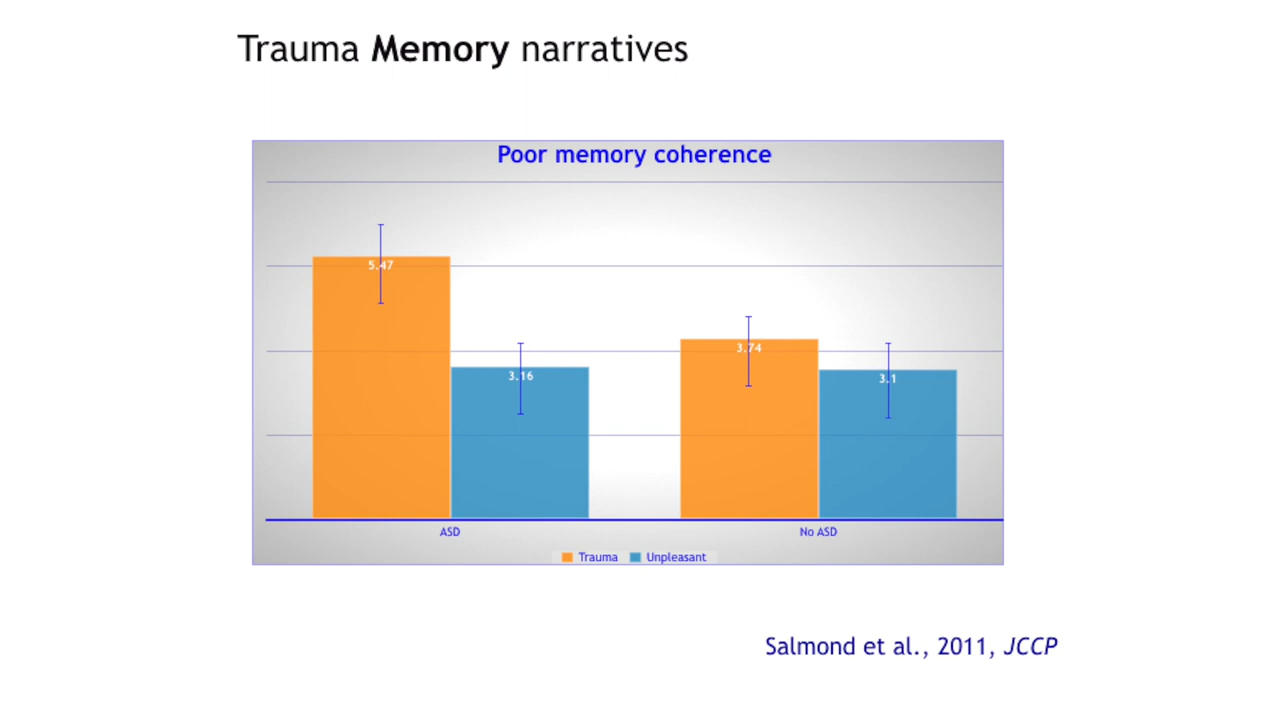 Trauma Memory narratives
Poor memory coherence
5.47
3.16
3.74
3.1
ASD
No ASD
Trauma
Unpleasant
Salmond et al., 2011, JCCP